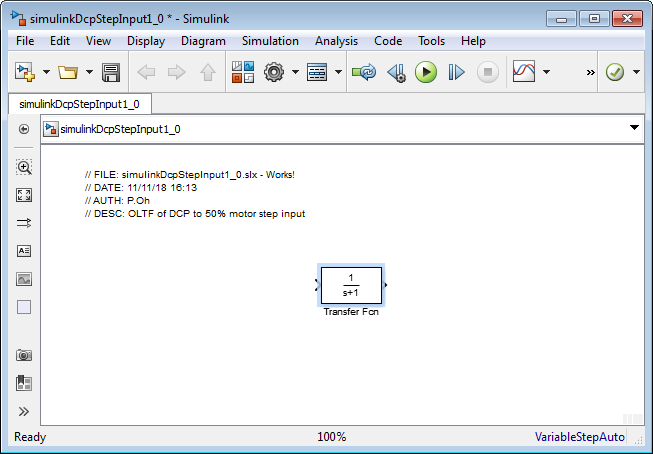 simulinkDcpStepInput1_0 * - Simulink
File Edit View Display Diagram Simulation Analysis Code Tools Help
»
simulinkDcpStepInput1_0
simulinkDcpStepInput1_0
// FILE: simulinkDcpStepInput1_0.slx - Works!
// DATE: 11/11/18 16:13
// AUTH: P.Oh
// DESC: OLTF of DCP to 50% motor step input
A
1
s+1
Transfer Fcn
»
Ready 100% VariableStepAuto